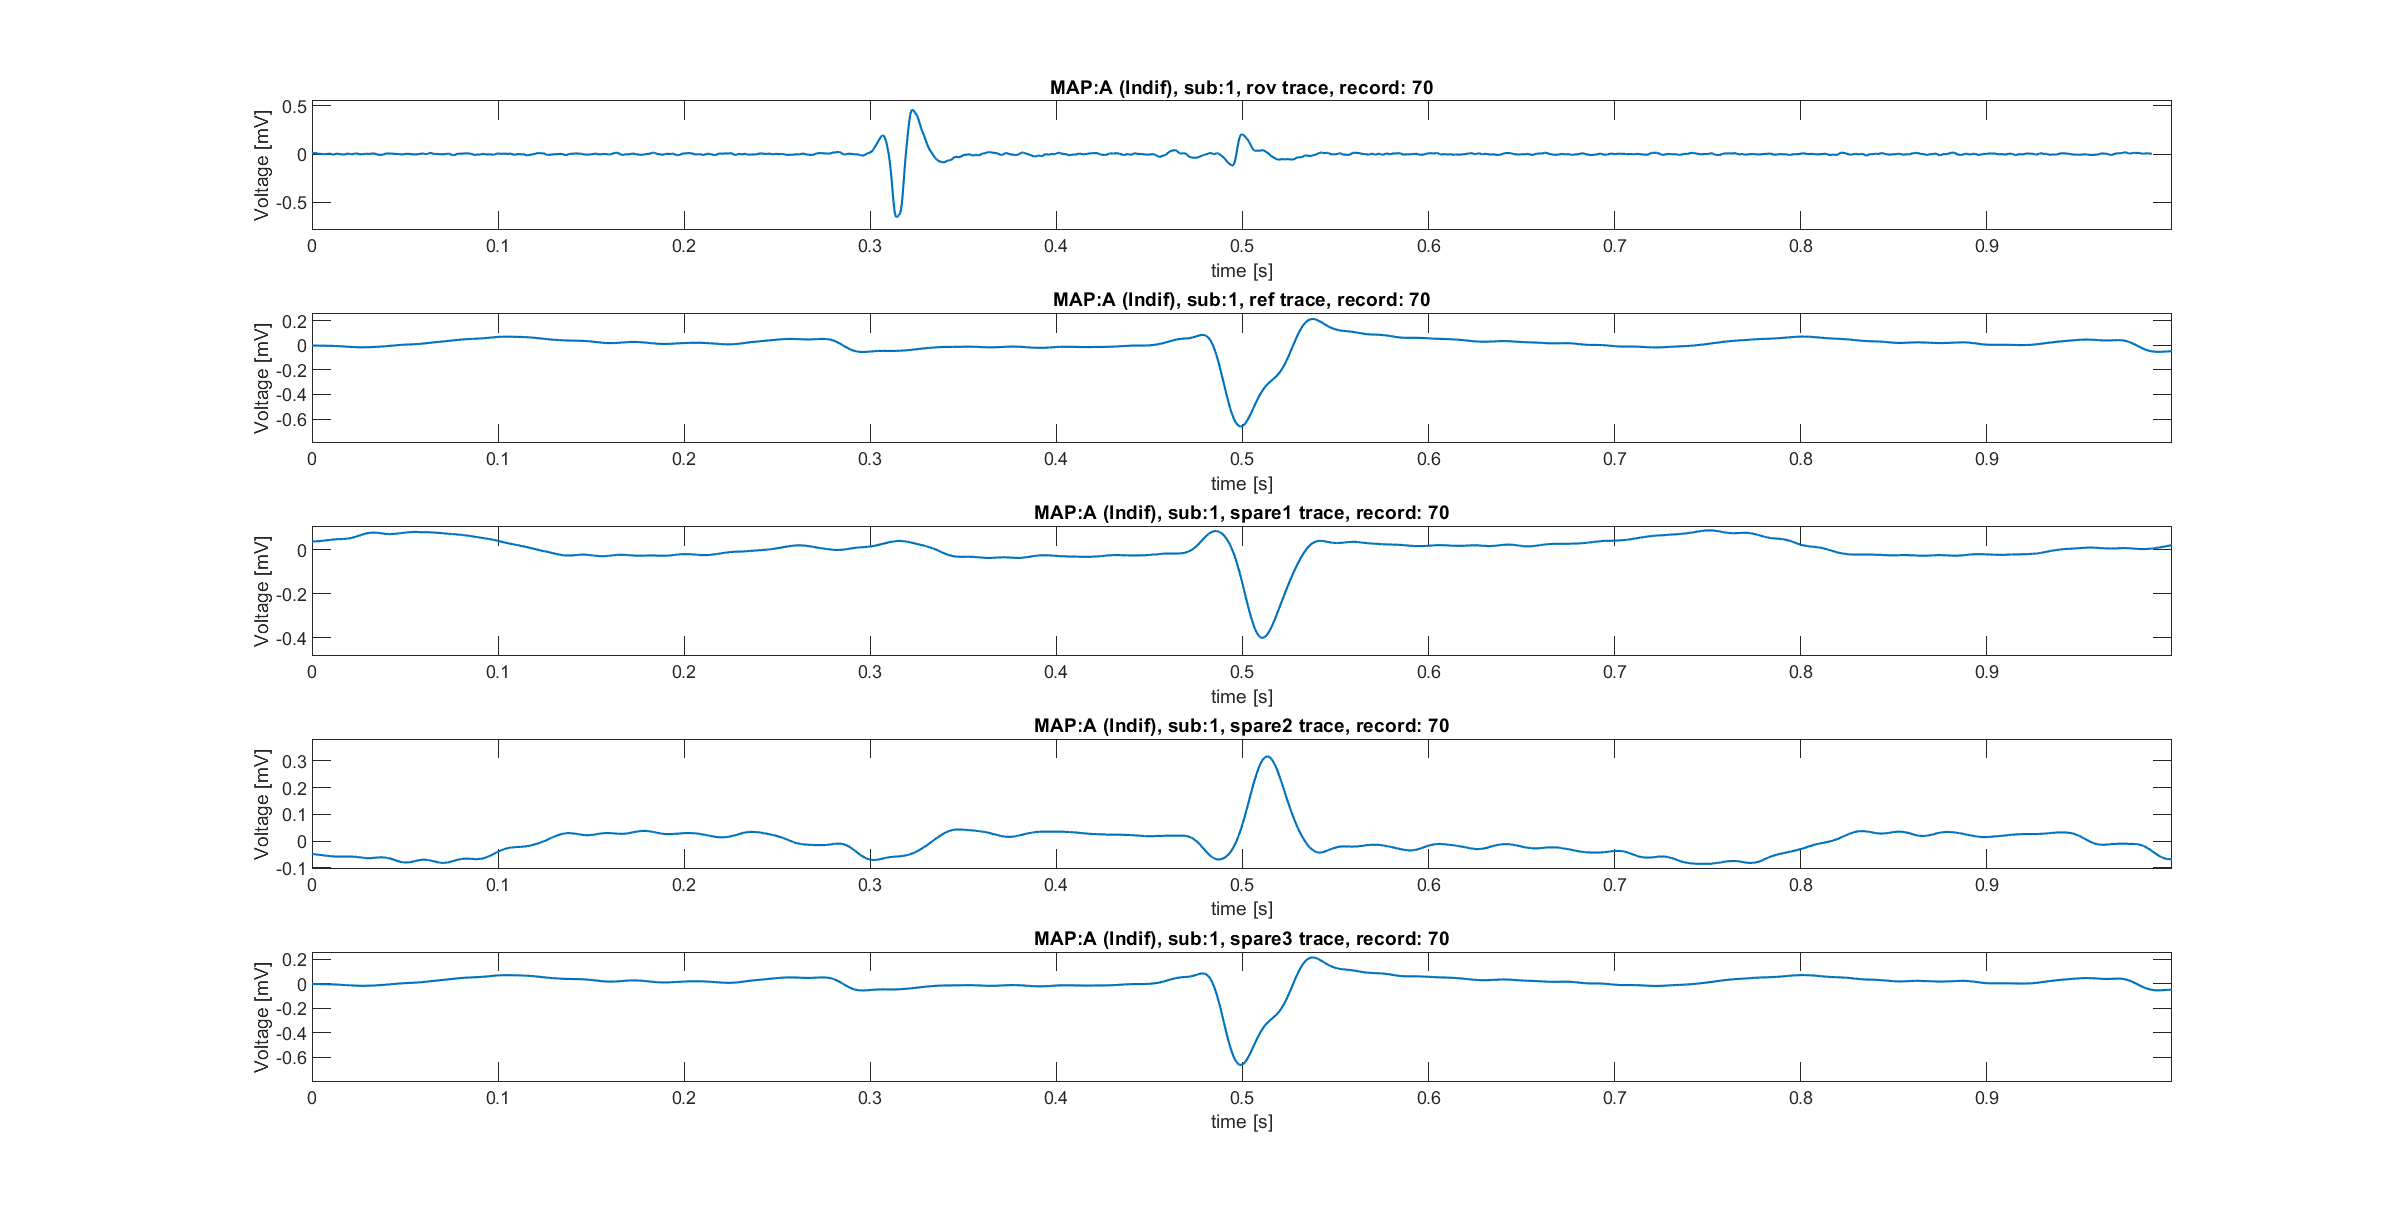 MAP:A (Indif), sub:1, rov trace, record: 70
Voltage [mV]
0.5
0
-0.5
0 0.1 0.2 0.3 0.4 0.5 0.6 0.7 0.8 0.9
time [s]
MAP:A (Indif), sub:1, ref trace, record: 70
Voltage [mV]
0.2
0
-0.2
-0.4
-0.6
0 0.1 0.2 0.3 0.4 0.5 0.6 0.7 0.8 0.9
time [s]
MAP:A (Indif), sub:1, spare1 trace, record: 70
Voltage [mV]
0
-0.2
-0.4
0 0.1 0.2 0.3 0.4 0.5 0.6 0.7 0.8 0.9
time [s]
MAP:A (Indif), sub:1, spare2 trace, record: 70
Voltage [mV]
0.3
0.2
0.1
0
-0.1
0 0.1 0.2 0.3 0.4 0.5 0.6 0.7 0.8 0.9
time [s]
MAP:A (Indif), sub:1, spare3 trace, record: 70
Voltage [mV]
0.2
0
-0.2
-0.4
-0.6
0 0.1 0.2 0.3 0.4 0.5 0.6 0.7 0.8 0.9
time [s]